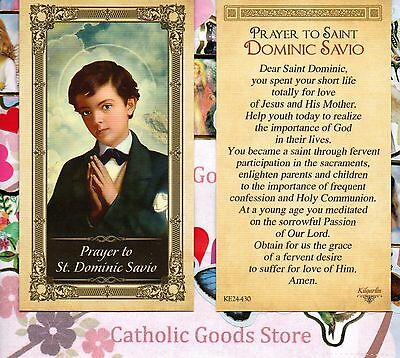 Prayer to
St. Dominic Savio
PRAYER TO SAINT
DOMINIC SAVIO
Dear Saint Dominic,
you spent your short life
totally for love
of Jesus and His Mother.
Help youth today to realize
the importance of God
in their lives.
You became a saint through fervent
participation in the sacraments,
enlighten parents and children
to the importance of frequent
confession and Holy Communion.
At a young age you meditated
on the sorrowful Passion
of Our Lord.
Obtain for us the grace
of a fervent desire
to suffer for love of Him.
Amen.
KE24-430
Kilgarlin
Catholic Goods Store